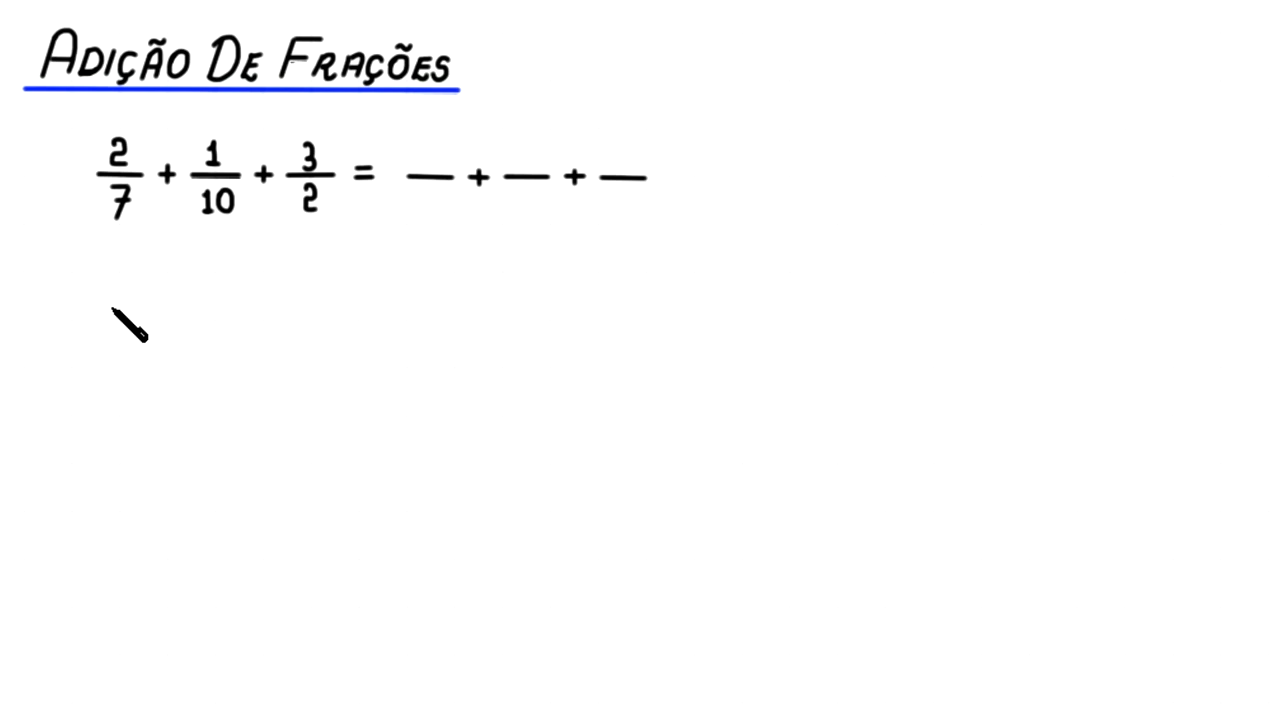 Adição De Frações
2/7 + 1/10 + 3/2 = — + — + —